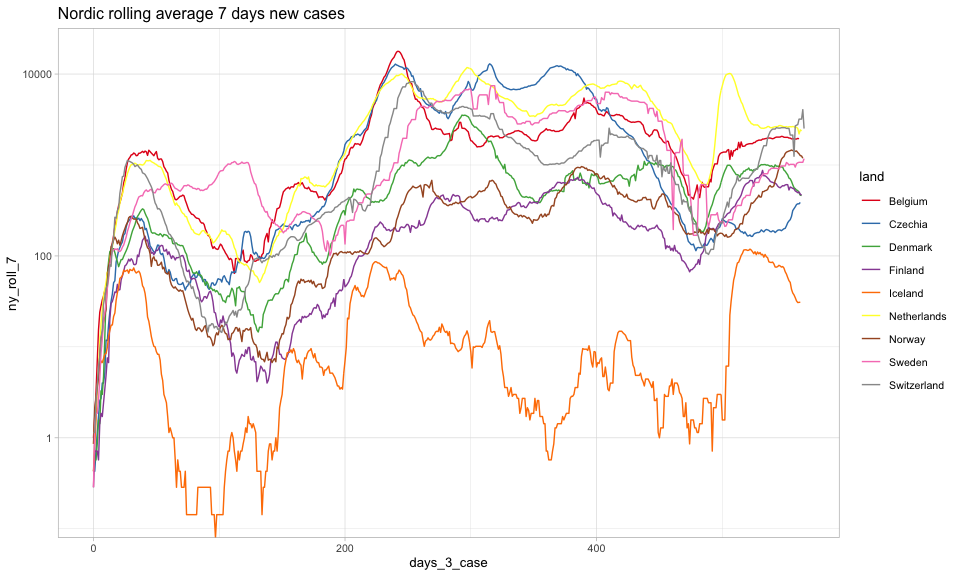 Nordic rolling average 7 days new cases
10000
100
1
ny_roll_7
0
200
400
days_3_case
land
Belgium
Czechia
Denmark
Finland
Iceland
Netherlands
Norway
Sweden
Switzerland